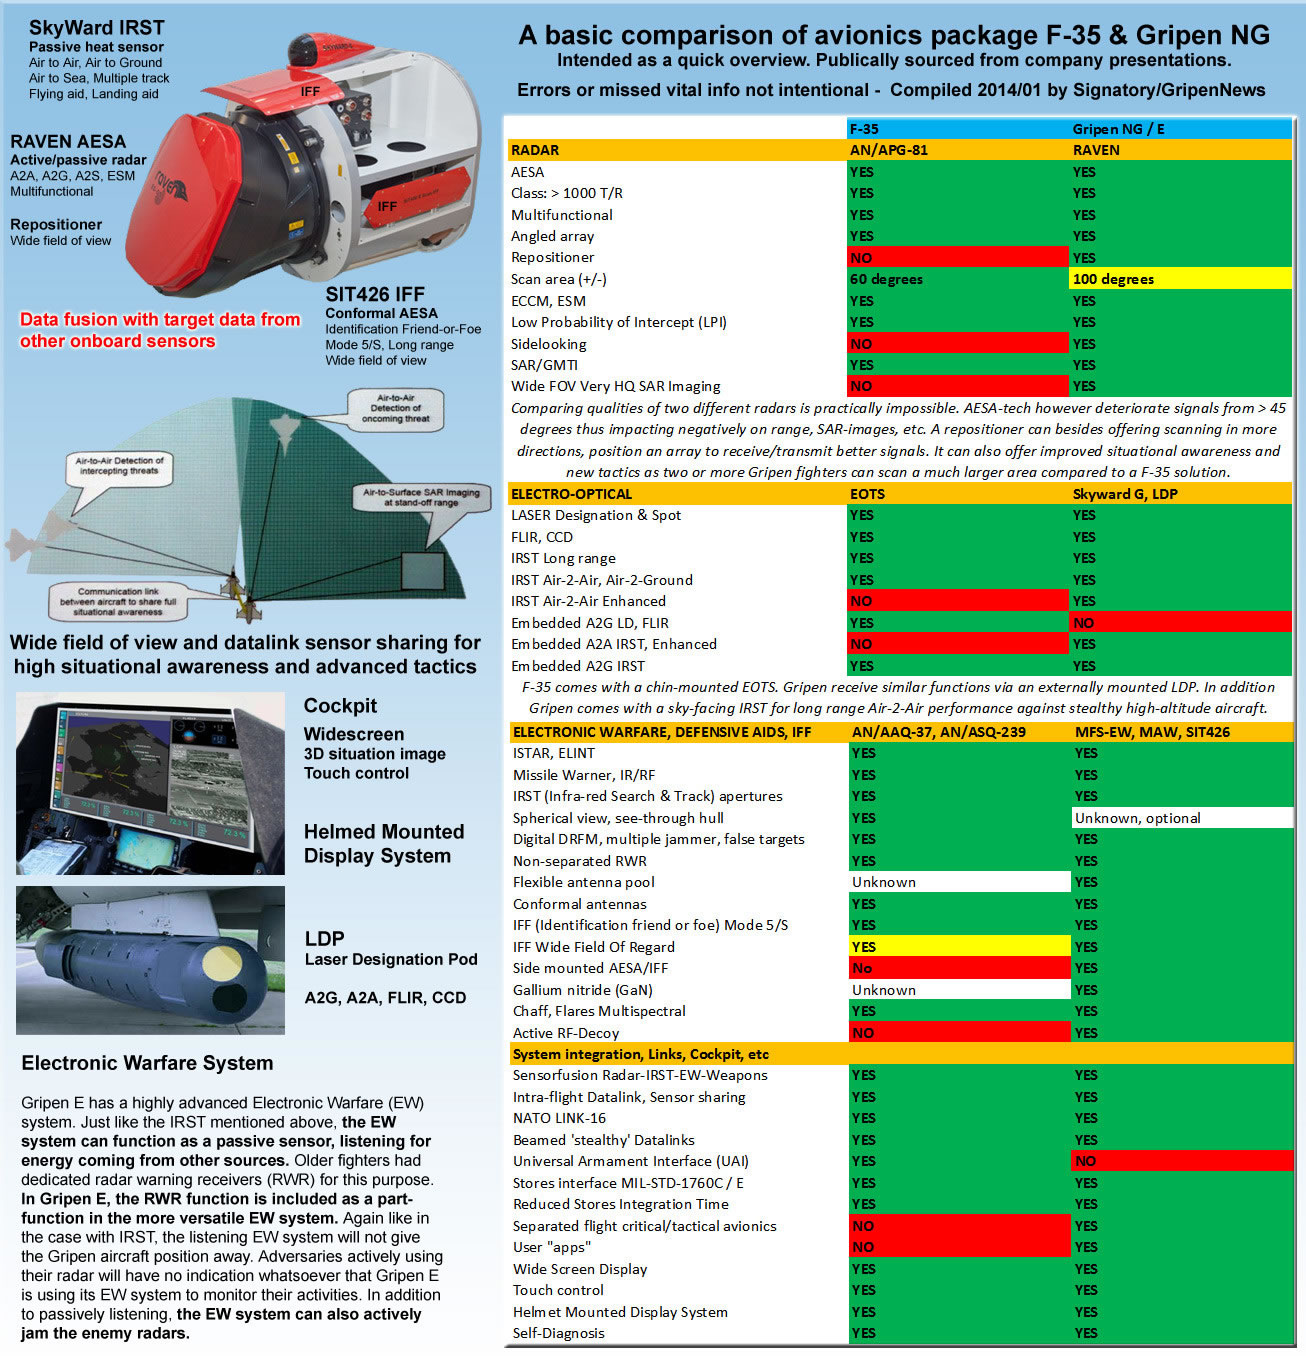 SkyWard IRST
Passive heat sensor
Air to Air, Air to Ground
Air to Sea, Multiple track
Flying aid, Landing aid
RAVEN AESA
Active/passive radar
A2A, A2G, A2S, ESM
Multifunctional
Repositioner
Wide field of view
IFF
raven
IFF
SIT426 IFF
Conformal AESA
Identification Friend-or-Foe
Mode 5/S, Long range
Wide field of view
Data fusion with target data from
other onboard sensors
Air-to-Air
Detection of
oncoming threat
Air-to-Air Detection of
intercepting threats
Air-to-Surface SAR Imaging
at stand-off range
Communication link
between aircraft to share full
situational awareness
Wide field of view and datalink sensor sharing for
high situational awareness and advanced tactics
Cockpit
Widescreen
3D situation image
Touch control
Helmed Mounted
Display System
LDP
Laser Designation Pod
A2G, A2A, FLIR, CCD
Electronic Warfare System
Gripen E has a highly advanced Electronic Warfare (EW)
system. Just like the IRST mentioned above, the EW
system can function as a passive sensor, listening for
energy coming from other sources. Older fighters had
dedicated radar warning receivers (RWR) for this purpose.
In Gripen E, the RWR function is included as a part-
function in the more versatile EW system. Again like in
the case with IRST, the listening EW system will not give
the Gripen aircraft position away. Adversaries actively using
their radar will have no indication whatsoever that Gripen E
is using its EW system to monitor their activities. In addition
to passively listening, the EW system can also actively
jam the enemy radars.
A basic comparison of avionics package F-35 & Gripen NG
Intended as a quick overview. Publically sourced from company presentations.
Errors or missed vital info not intentional - Compiled 2014/01 by Signatory/GripenNews
F-35 Gripen NG / E
RADAR AN/APG-81 RAVEN
AESA YES YES
Class: > 1000 T/R YES YES
Multifunctional YES YES
Angled array YES YES
Repositioner NO YES
Scan area (+/-) 60 degrees 100 degrees
ECCM, ESM YES YES
Low Probability of Intercept (LPI) YES YES
Sidelooking NO YES
SAR/GMTI YES YES
Wide FOV Very HQ SAR Imaging NO YES
Comparing qualities of two different radars is practically impossible. AESA-tech however deteriorate signals from > 45
degrees thus impacting negatively on range, SAR-images, etc. A repositioner can besides offering scanning in more
directions, position an array to receive/transmit better signals. It can also offer improved situational awareness and
new tactics as two or more Gripen fighters can scan a much larger area compared to a F-35 solution.
ELECTRO-OPTICAL EOTS Skyward G, LDP
LASER Designation & Spot YES YES
FLIR, CCD YES YES
IRST Long range YES YES
IRST Air-2-Air, Air-2-Ground YES YES
IRST Air-2-Air Enhanced NO YES
Embedded A2G LD, FLIR YES NO
Embedded A2A IRST, Enhanced NO YES
Embedded A2G IRST YES YES
F-35 comes with a chin-mounted EOTS. Gripen receive similar functions via an externally mounted LDP. In addition
Gripen comes with a sky-facing IRST for long range Air-2-Air performance against stealthy high-altitude aircraft.
ELECTRONIC WARFARE, DEFENSIVE AIDS, IFF AN/AAQ-37, AN/ASQ-239 MFS-EW, MAW, SIT426
ISTAR, ELINT YES YES
Missile Warner, IR/RF YES YES
IRST (Infra-red Search & Track) apertures YES YES
Spherical view, see-through hull YES Unknown, optional
Digital DRFM, multiple jammer, false targets YES YES
Non-separated RWR YES YES
Flexible antenna pool Unknown YES
Conformal antennas YES YES
IFF (Identification friend or foe) Mode 5/S YES YES
IFF Wide Field Of Regard YES YES
Side mounted AESA/IFF No YES
Gallium nitride (GaN) Unknown YES
Chaff, Flares Multispectral YES YES
Active RF-Decoy NO YES
System integration, Links, Cockpit, etc
Sensorfusion Radar-IRST-EW-Weapons YES YES
Intra-flight Datalink, Sensor sharing YES YES
NATO LINK-16 YES YES
Beamed 'stealthy' Datalinks YES YES
Universal Armament Interface (UAI) YES NO
Stores interface MIL-STD-1760C / E YES YES
Reduced Stores Integration Time YES YES
Separated flight critical/tactical avionics NO YES
User "apps" NO YES
Wide Screen Display YES YES
Touch control YES YES
Helmet Mounted Display System YES YES
Self-Diagnosis YES YES